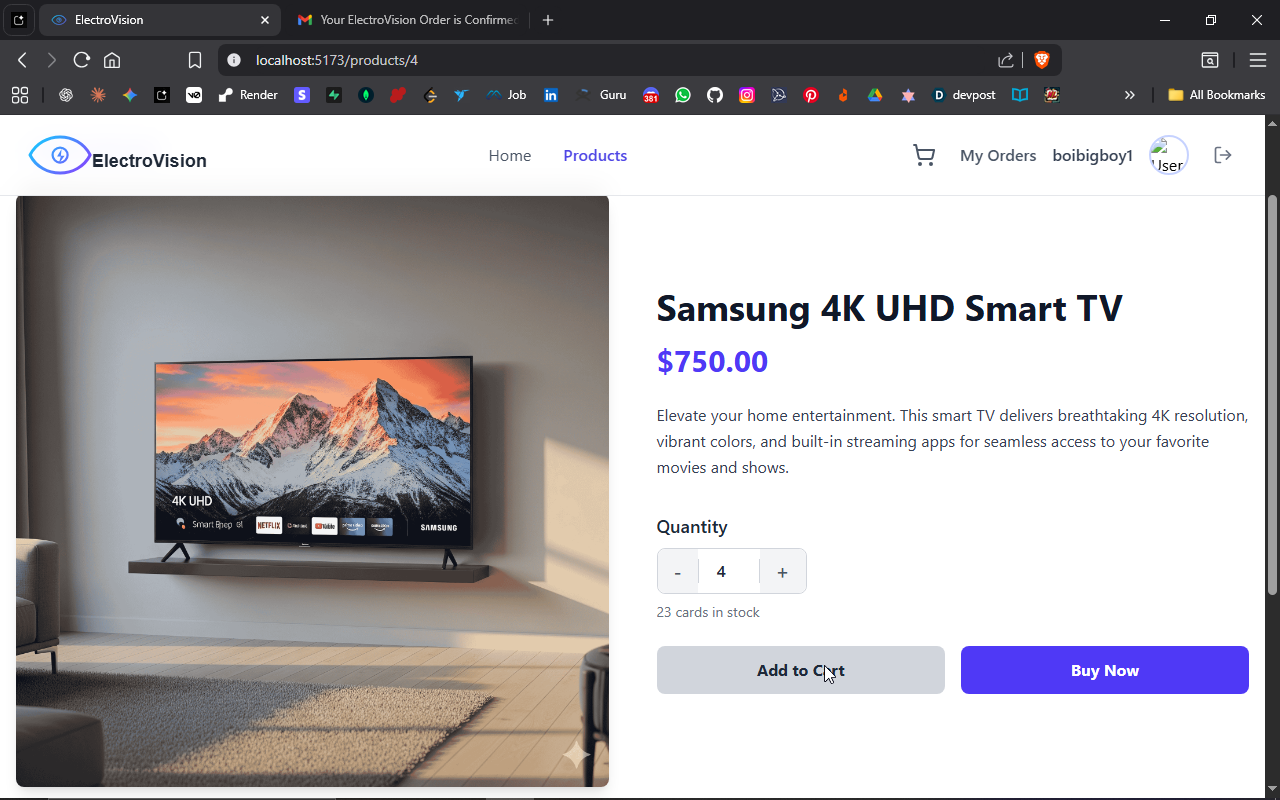 ElectroVision
Your ElectroVision Order is Confirmed
localhost:5173/products/4
Render
Job
Guru
381
devpost
All Bookmarks
ElectroVision
Home
Products
My Orders
boibigboy1
User
Samsung 4K UHD Smart TV
$750.00
Elevate your home entertainment. This smart TV delivers breathtaking 4K resolution,
vibrant colors, and built-in streaming apps for seamless access to your favorite
movies and shows.
4K UHD
NETFLIX
SAMSUNG
Quantity
- 4 +
23 cards in stock
Add to Cart
Buy Now